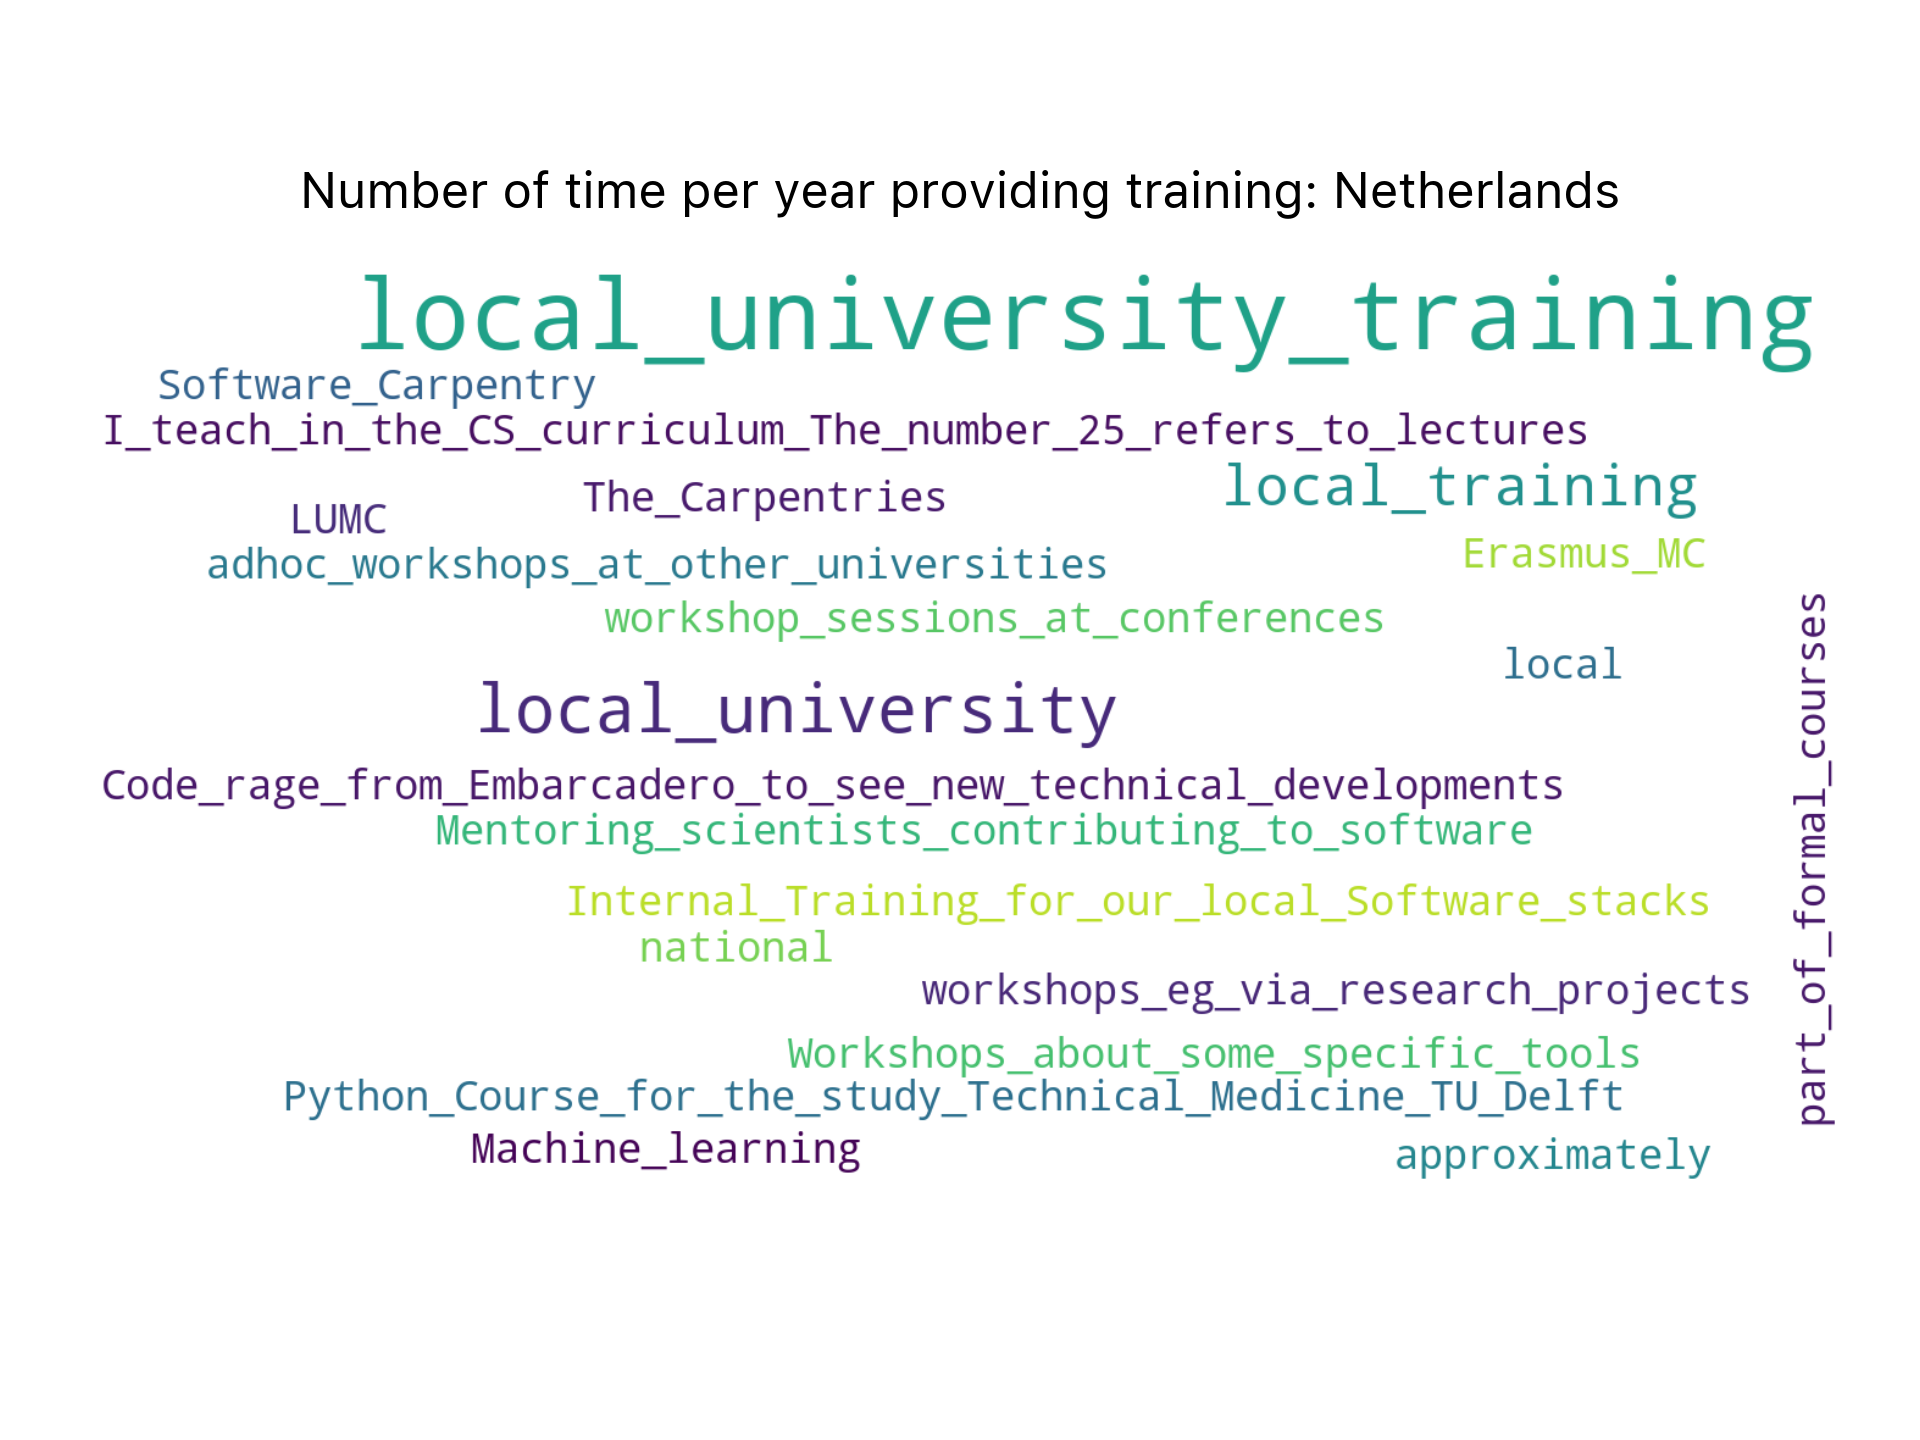 Number of time per year providing training: Netherlands
local_university_training
Software_Carpentry
I_teach_in_the_CS_curriculum_The_number_25_refers_to_lectures
local_training
The_Carpentries
LUMC
Erasmus_MC
adhoc_workshops_at_other_universities
workshop_sessions_at_conferences
local
local_university
part_of_formal_courses
Code_rage_from_Embarcadero_to_see_new_technical_developments
Mentoring_scientists_contributing_to_software
Internal_Training_for_our_local_Software_stacks
national
workshops_eg_via_research_projects
Workshops_about_some_specific_tools
Python_Course_for_the_study_Technical_Medicine_TU_Delft
Machine_learning
approximately